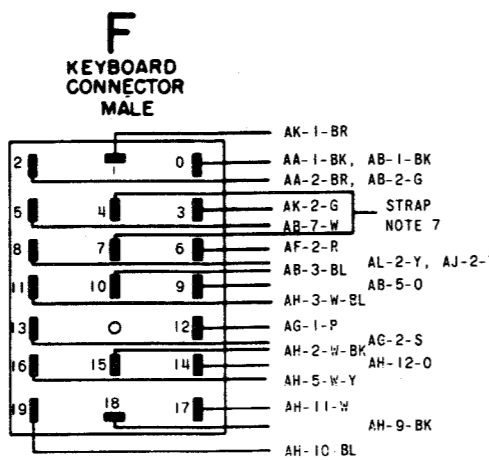 F
KEYBOARD
CONNECTOR
MALE
AK-1-BR
2 1 0 AA-1-BK, AB-1-BK
AA-2-BR, AB-2-G
5 4 3 AK-2-G STRAP
AB-7-W NOTE 7
8 7 6 AF-2-R
AL-2-Y, AJ-2-
AB-3-BL
11 10 9 AB-5-O
AH-3-W-BL
13 12 AG-1-P
AG-2-S
AH-2-W-BK
16 15 14 AH-12-O
AH-5-W-Y
19 18 17 AH-11-W
AH-9-BK
AH-10-BL